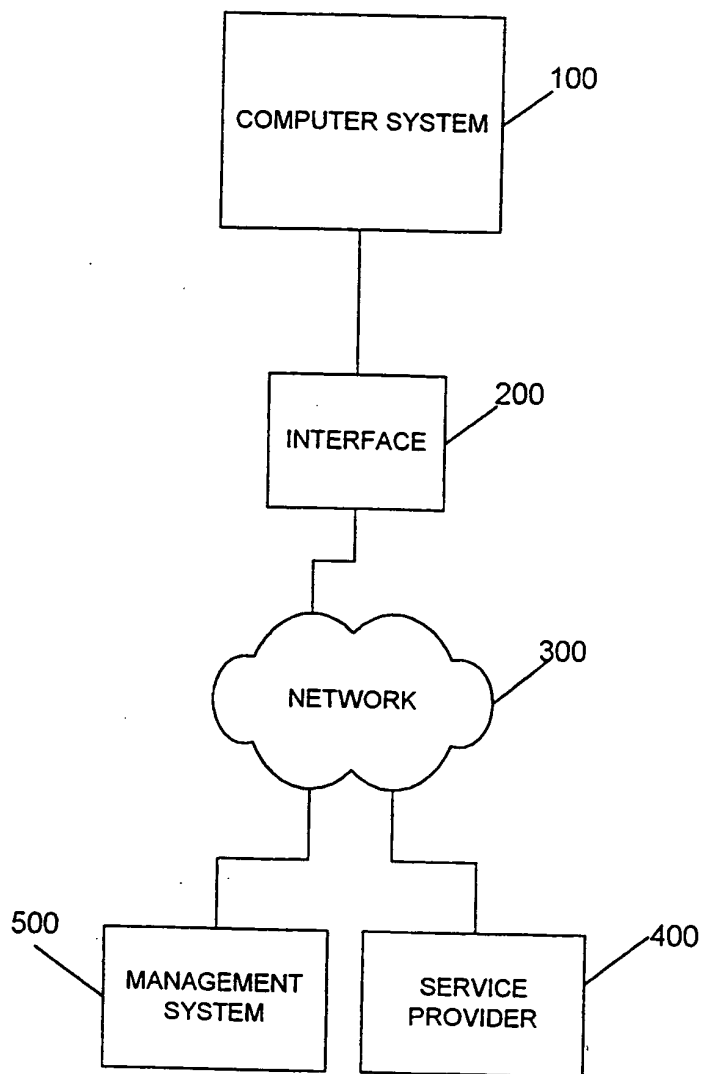 100
COMPUTER SYSTEM
200
INTERFACE
300
NETWORK
500
MANAGEMENT
SYSTEM
400
SERVICE
PROVIDER